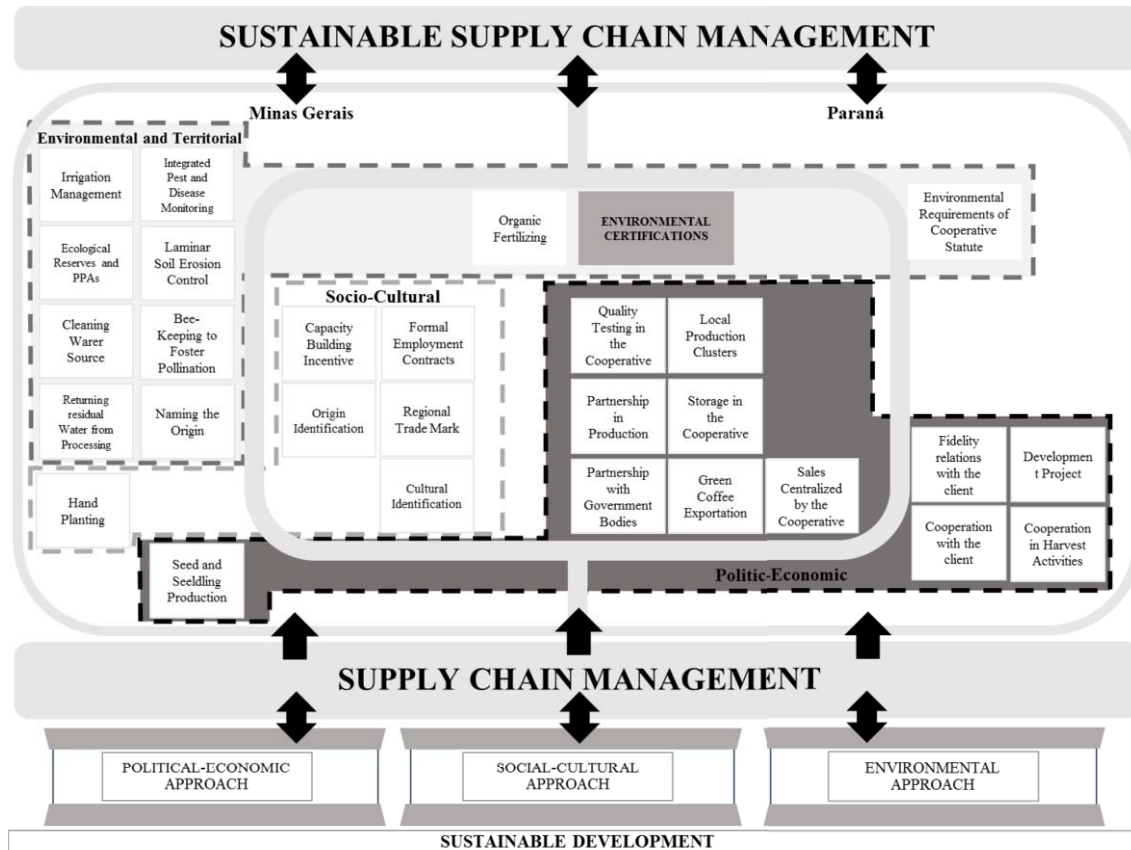 SUSTAINABLE SUPPLY CHAIN MANAGEMENT
Minas Gerais
Paraná
Environmental and Territorial
Irrigation
Management
Integrated
Pest and
Disease
Monitoring
Ecological
Reserves and
PPAs
Laminar
Soil Erosion
Control
Cleaning
Warer
Source
Bee-
Keeping to
Foster
Pollination
Returning
residual
Water from
Processing
Naming the
Origin
Hand
Planting
Organic
Fertilizing
ENVIRONMENTAL
CERTIFICATIONS
Environmental
Requirements of
Cooperative
Statute
Socio-Cultural
Capacity
Building
Incentive
Formal
Employment
Contracts
Origin
Identification
Regional
Trade Mark
Cultural
Identification
Quality
Testing in
the
Cooperative
Local
Production
Clusters
Partnership
in
Production
Storage in
the
Cooperative
Partnership
with
Government
Bodies
Green
Coffee
Exportation
Sales
Centralized
by the
Cooperative
Fidelity
relations with
the client
Developmen
t Project
Cooperation
with the
client
Cooperation
in Harvest
Activities
Seed and
Seeldling
Production
Politic-Economic
SUPPLY CHAIN MANAGEMENT
POLITICAL-ECONOMIC
APPROACH
SOCIAL-CULTURAL
APPROACH
ENVIRONMENTAL
APPROACH
SUSTAINABLE DEVELOPMENT